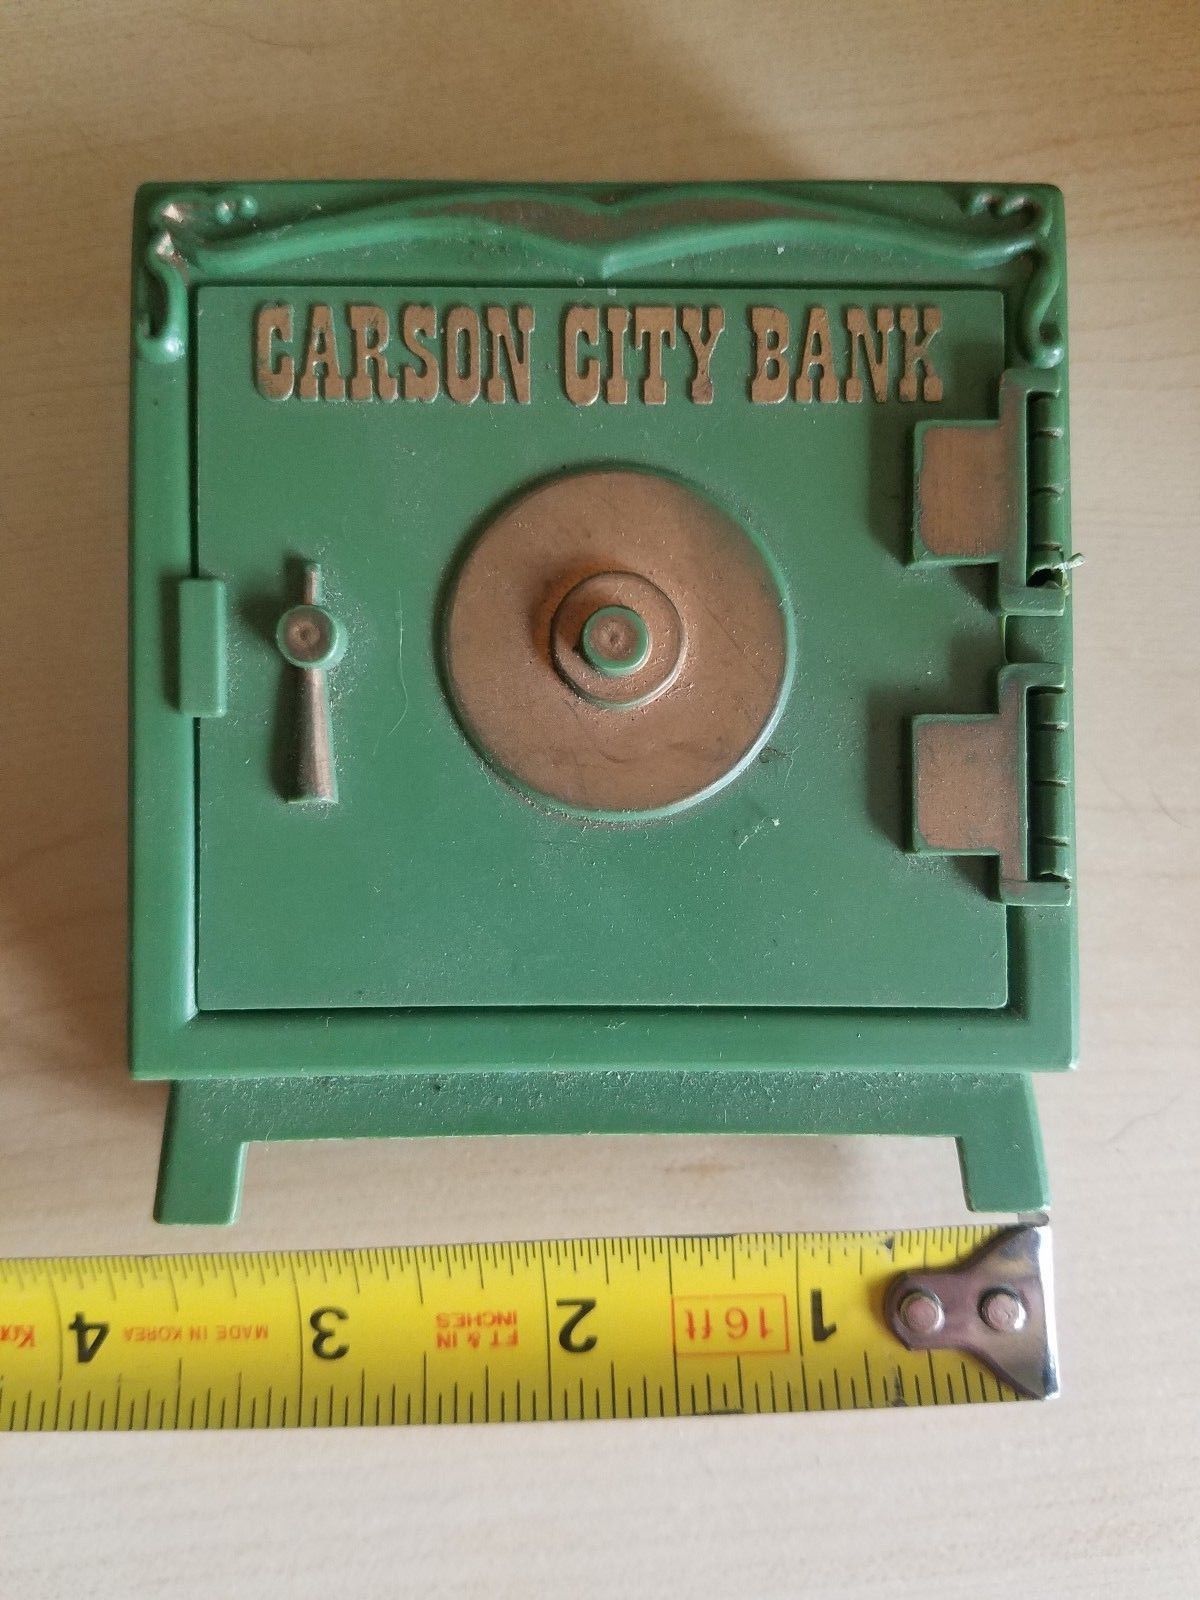 CARSON CITY BANK
4 MADE IN KOREA 3 FT & IN 2 16 ft 1
INCHES